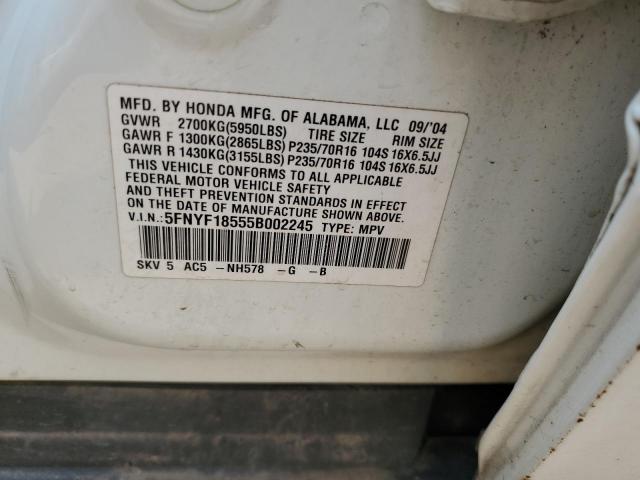 MFD. BY HONDA MFG. OF ALABAMA, LLC 09/'04
GVWR 2700KG(5950LBS) TIRE SIZE RIM SIZE
GAWR F 1300KG(2865LBS) P235/70R16 104S 16X6.5JJ
GAWR R 1430KG(3155LBS) P235/70R16 104S 16X6.5JJ
THIS VEHICLE CONFORMS TO ALL APPLICABLE
FEDERAL MOTOR VEHICLE SAFETY
AND THEFT PREVENTION STANDARDS IN EFFECT
ON THE DATE OF MANUFACTURE SHOWN ABOVE.
V.I.N.:5FNYF18555B002245 TYPE: MPV
SKV 5 AC5 -NH578 -G -B